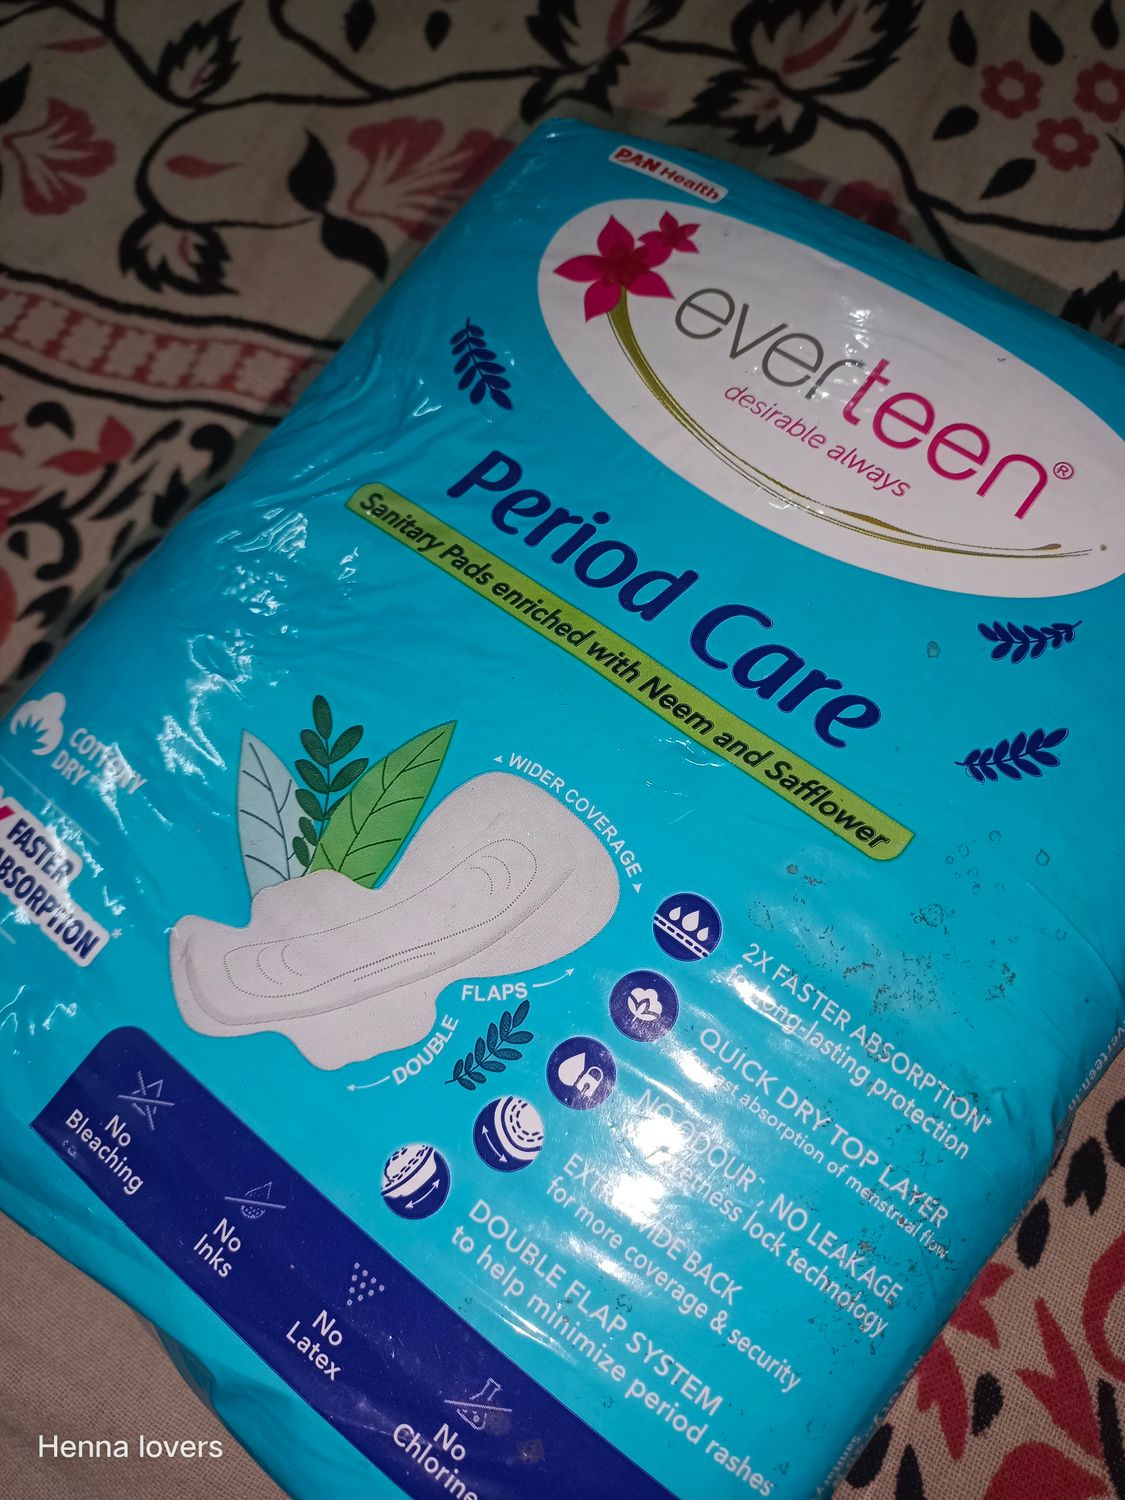 PAN Health
everteen®
desirable always
Period Care
Sanitary Pads enriched with Neem and Safflower
COTTONY
DRY
FASTER
ABSORPTION*
WIDER COVERAGE
FLAPS
DOUBLE
2X FASTER ABSORPTION*
for long-lasting protection
QUICK DRY TOP LAYER
fast absorption of menstrual flow
NO ODOUR~, NO LEAKAGE
wetness lock technology
EXTRA WIDE BACK
for more coverage & security
DOUBLE FLAP SYSTEM
to help minimize period rashes
No
Bleaching
No
Inks
No
Latex
No
Chlorine
Henna lovers